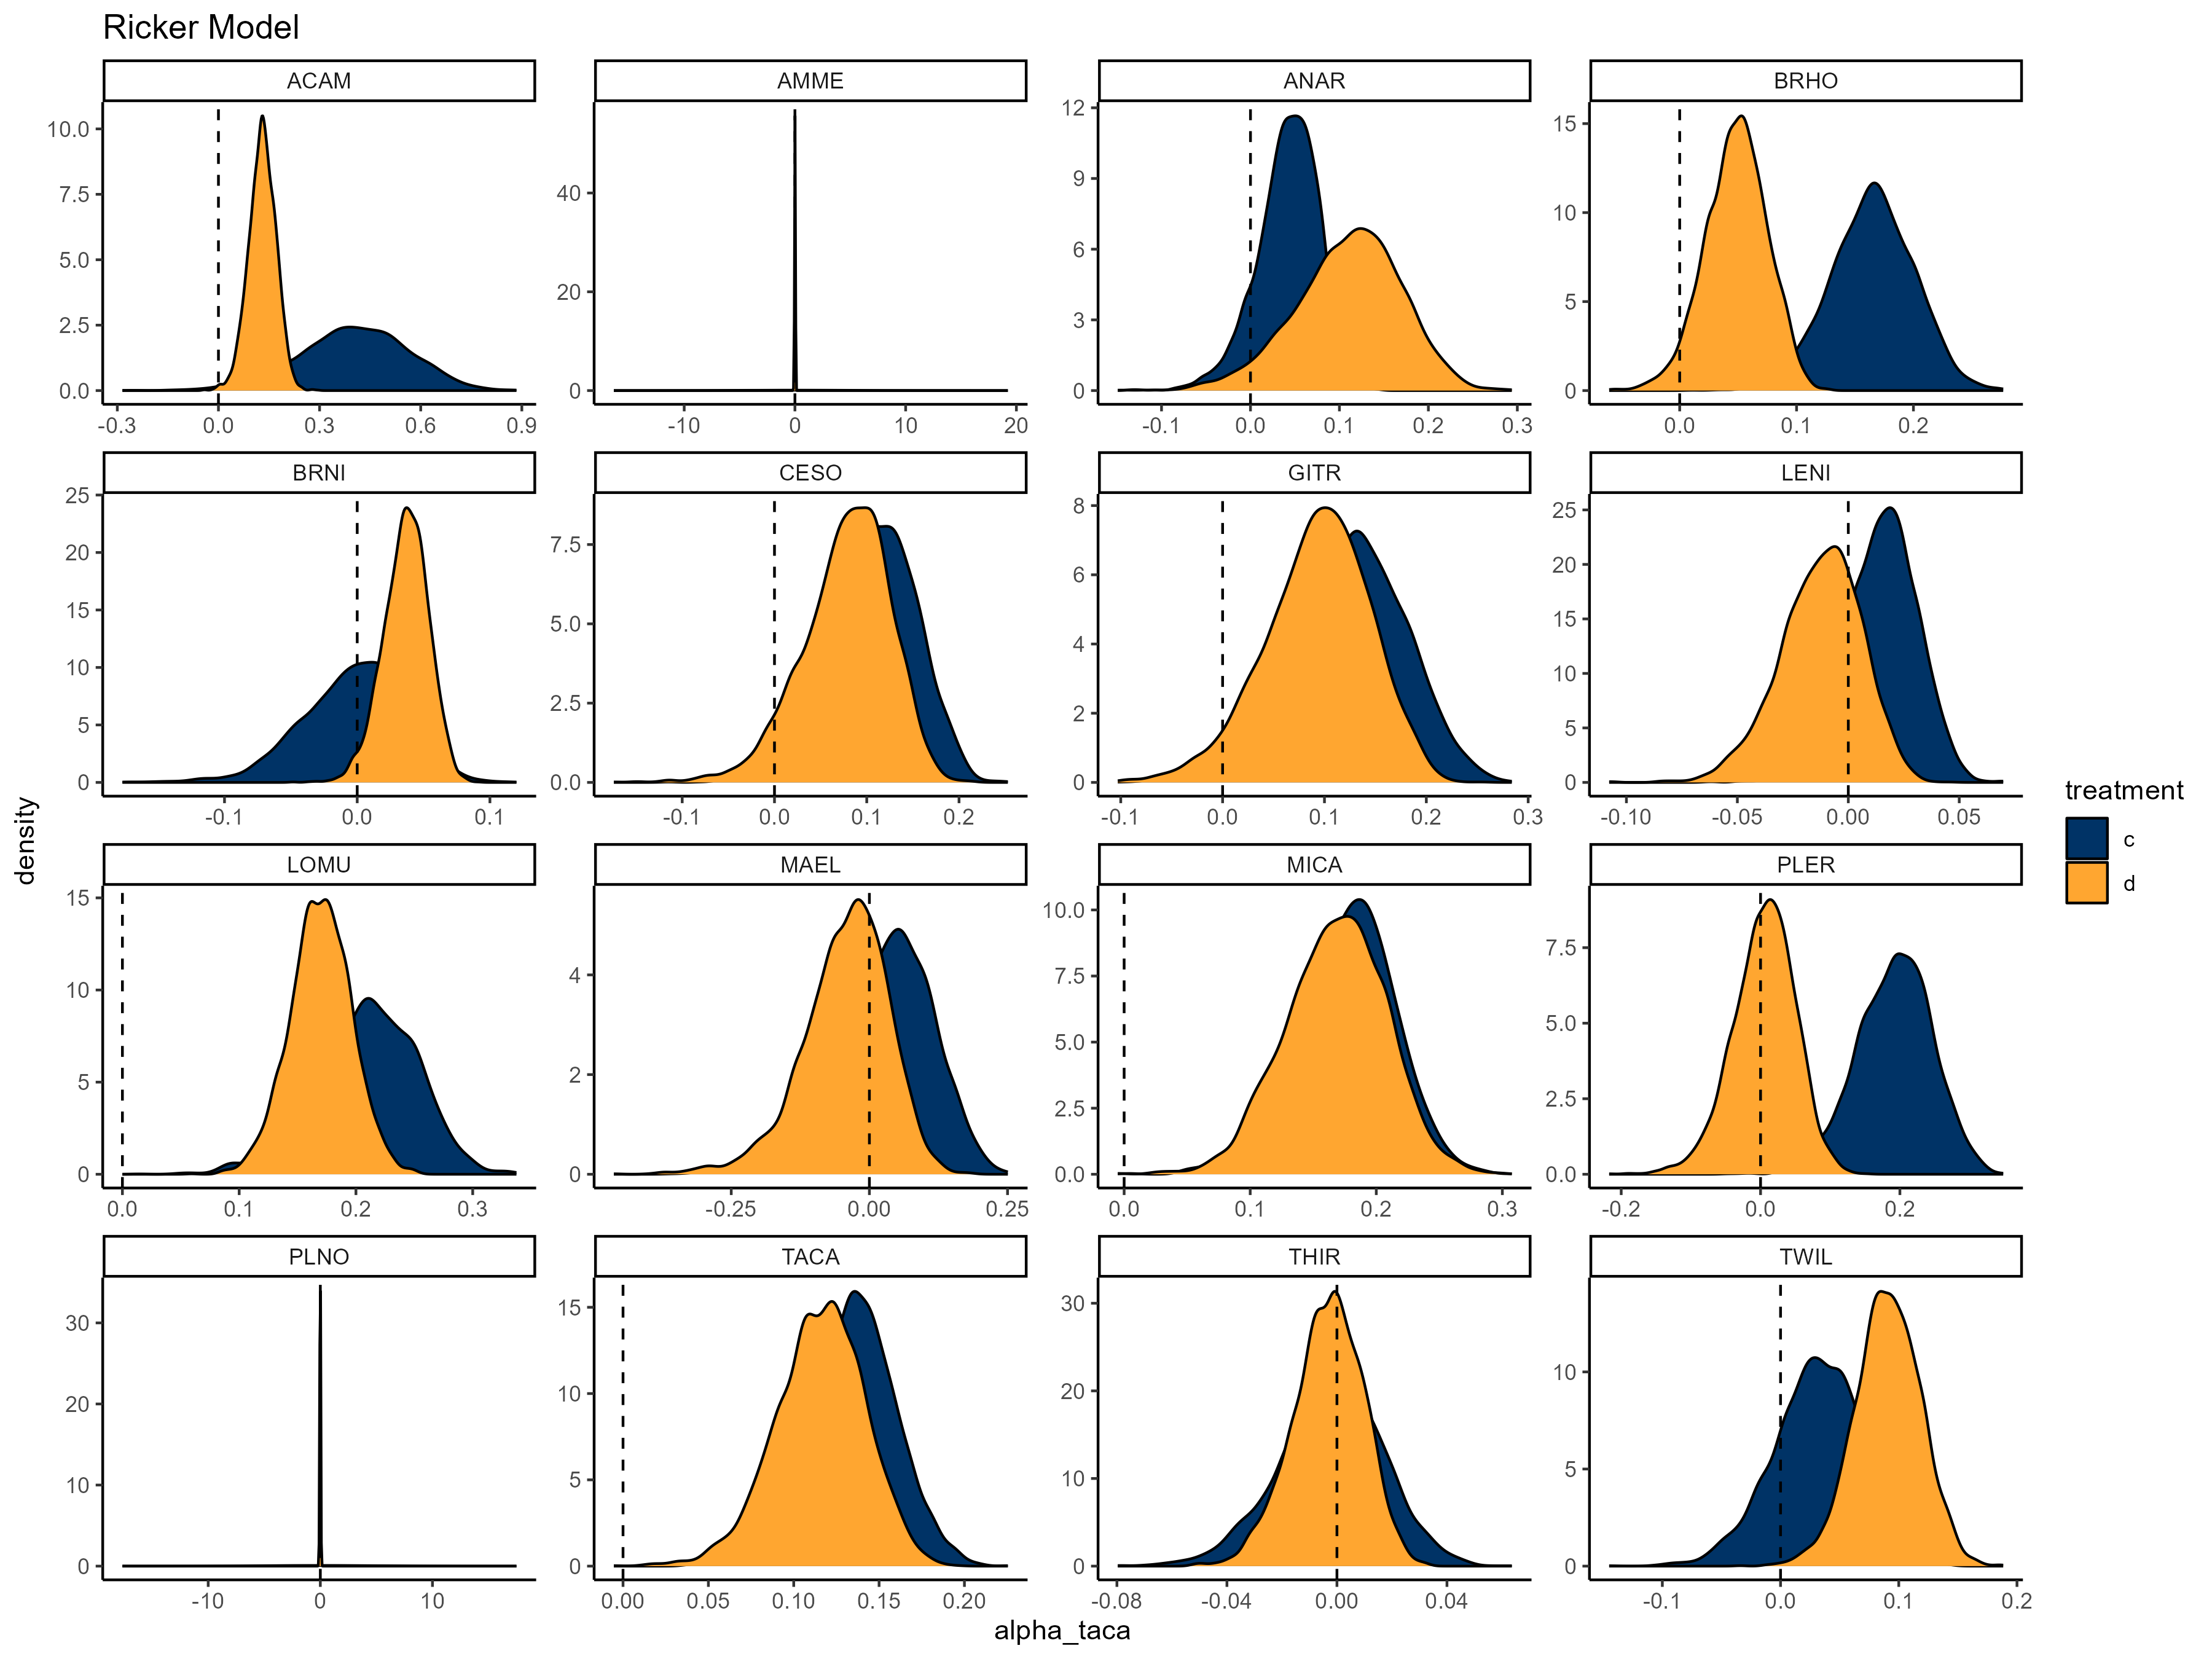 Ricker Model
ACAM AMME ANAR BRHO
10.0 7.5 5.0 2.5 0.0
40 20 0
12 9 6 3 0
15 10 5 0
-0.3 0.0 0.3 0.6 0.9
-10 0 10 20
-0.1 0.0 0.1 0.2 0.3
0.0 0.1 0.2
BRNI CESO GITR LENI
25 20 15 10 5 0
7.5 5.0 2.5 0.0
8 6 4 2 0
25 20 15 10 5 0
-0.1 0.0 0.1
-0.1 0.0 0.1 0.2
-0.1 0.0 0.1 0.2 0.3
-0.10 -0.05 0.00 0.05
LOMU MAEL MICA PLER
15 10 5 0
4 2 0
10.0 7.5 5.0 2.5 0.0
7.5 5.0 2.5 0.0
0.0 0.1 0.2 0.3
-0.25 0.00 0.25
0.0 0.1 0.2 0.3
-0.2 0.0 0.2
PLNO TACA THIR TWIL
30 20 10 0
15 10 5 0
30 20 10 0
10 5 0
-10 0 10
0.00 0.05 0.10 0.15 0.20
-0.08 -0.04 0.00 0.04
-0.1 0.0 0.1 0.2
alpha_taca
density
treatment
c
d